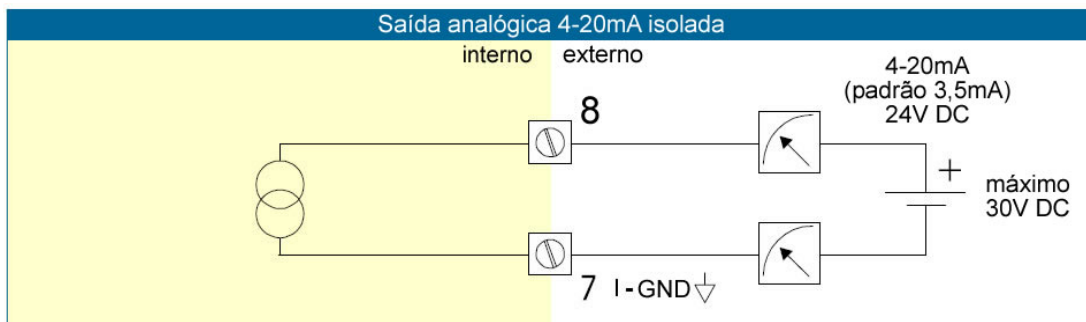 Saída analógica 4-20mA isolada
interno externo
4-20mA
(padrão 3,5mA)
24V DC
8
+
máximo
30V DC
7 I-GND